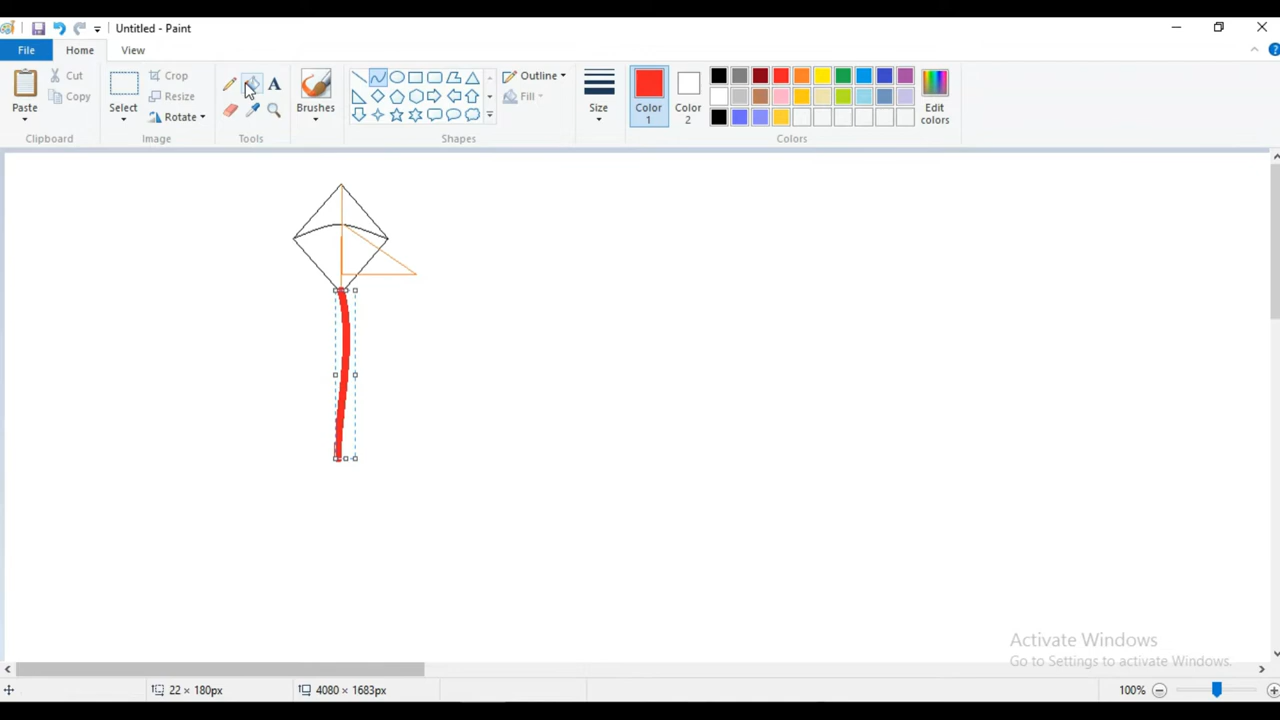 Untitled - Paint
File Home View
Paste Cut Copy
Select Crop Resize Rotate
A
Brushes
Outline Fill
Size
Color 1 Color 2
Edit colors
Clipboard Image Tools Shapes Colors
Activate Windows
Go to Settings to activate Windows.
22 × 180px 4080 × 1683px 100%